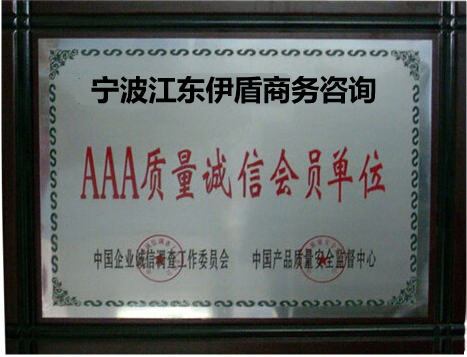 宁波江东伊盾商务咨询
AAA质量诚信会员单位
中国企业诚信调查工作委员会 中国产品质量安全监督中心